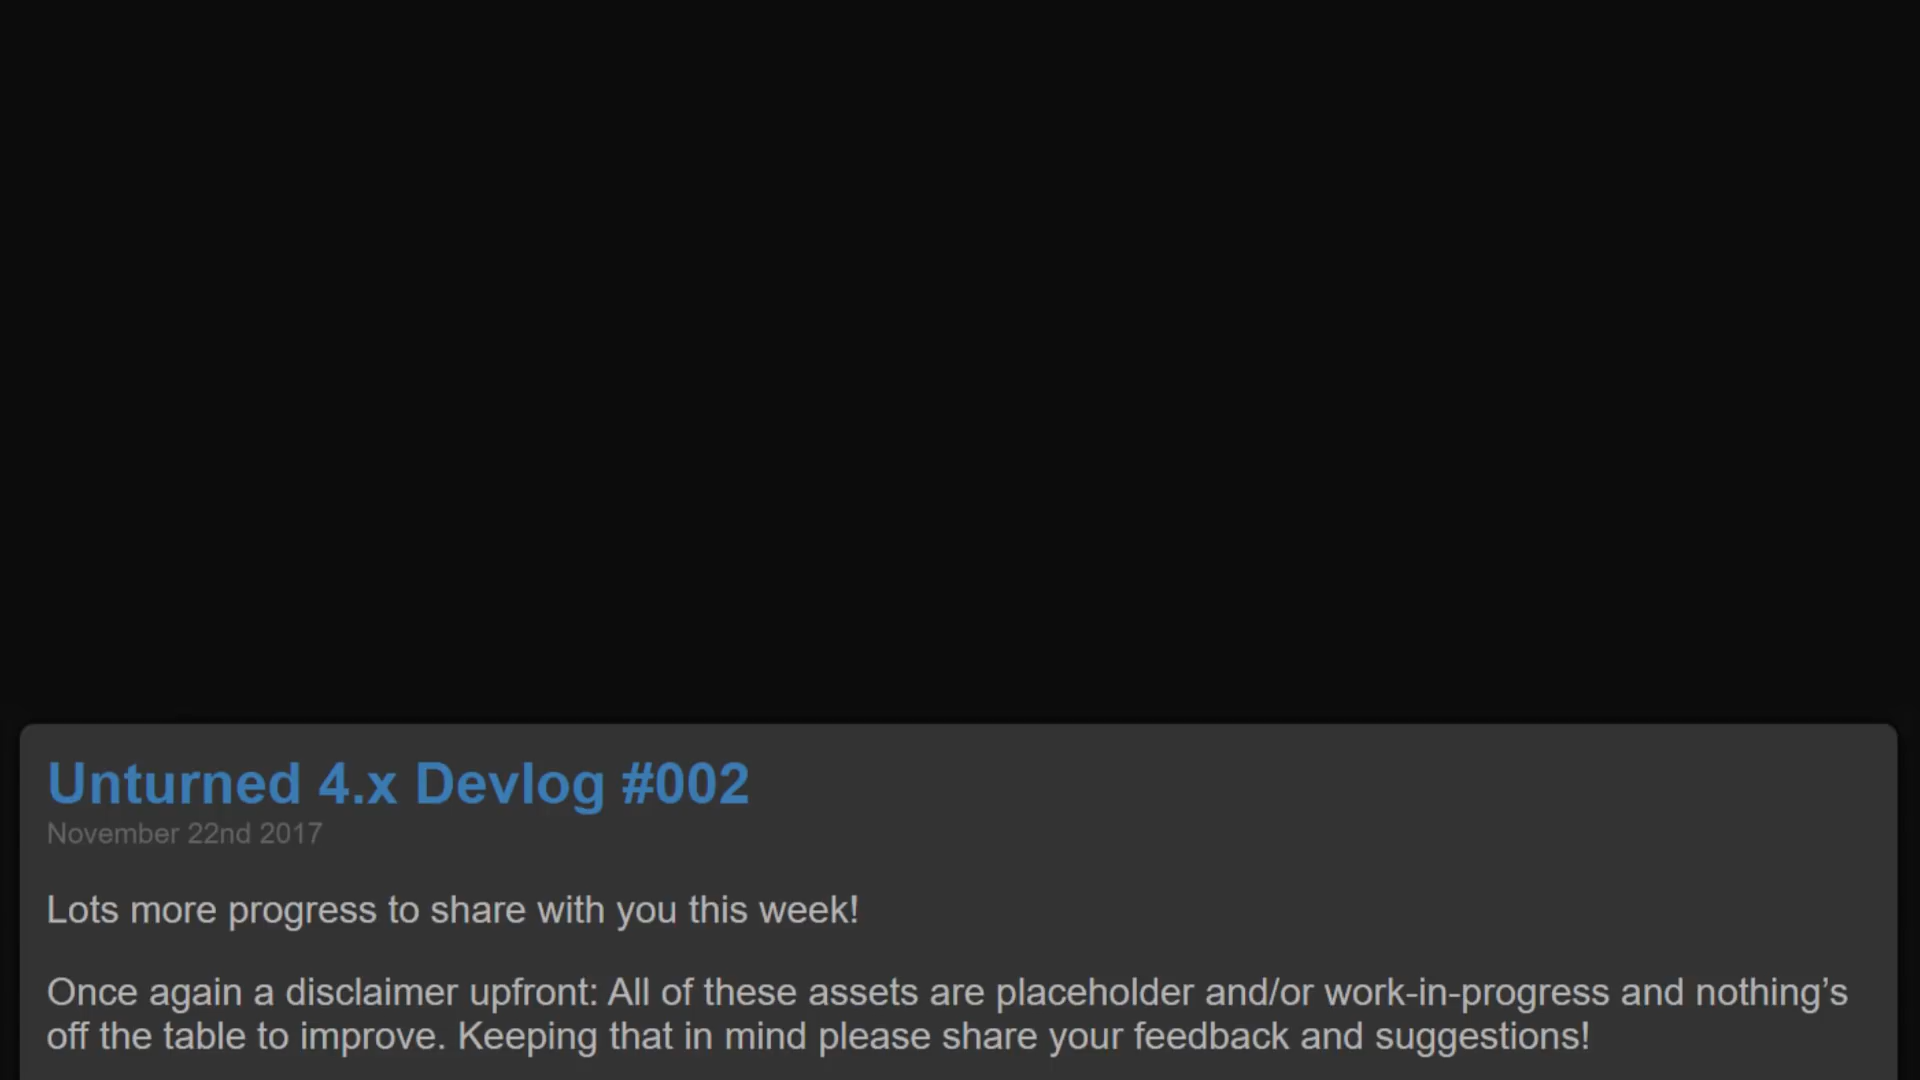 Unturned 4.x Devlog #002
November 22nd 2017
Lots more progress to share with you this week!
Once again a disclaimer upfront: All of these assets are placeholder and/or work-in-progress and nothing’s
off the table to improve. Keeping that in mind please share your feedback and suggestions!